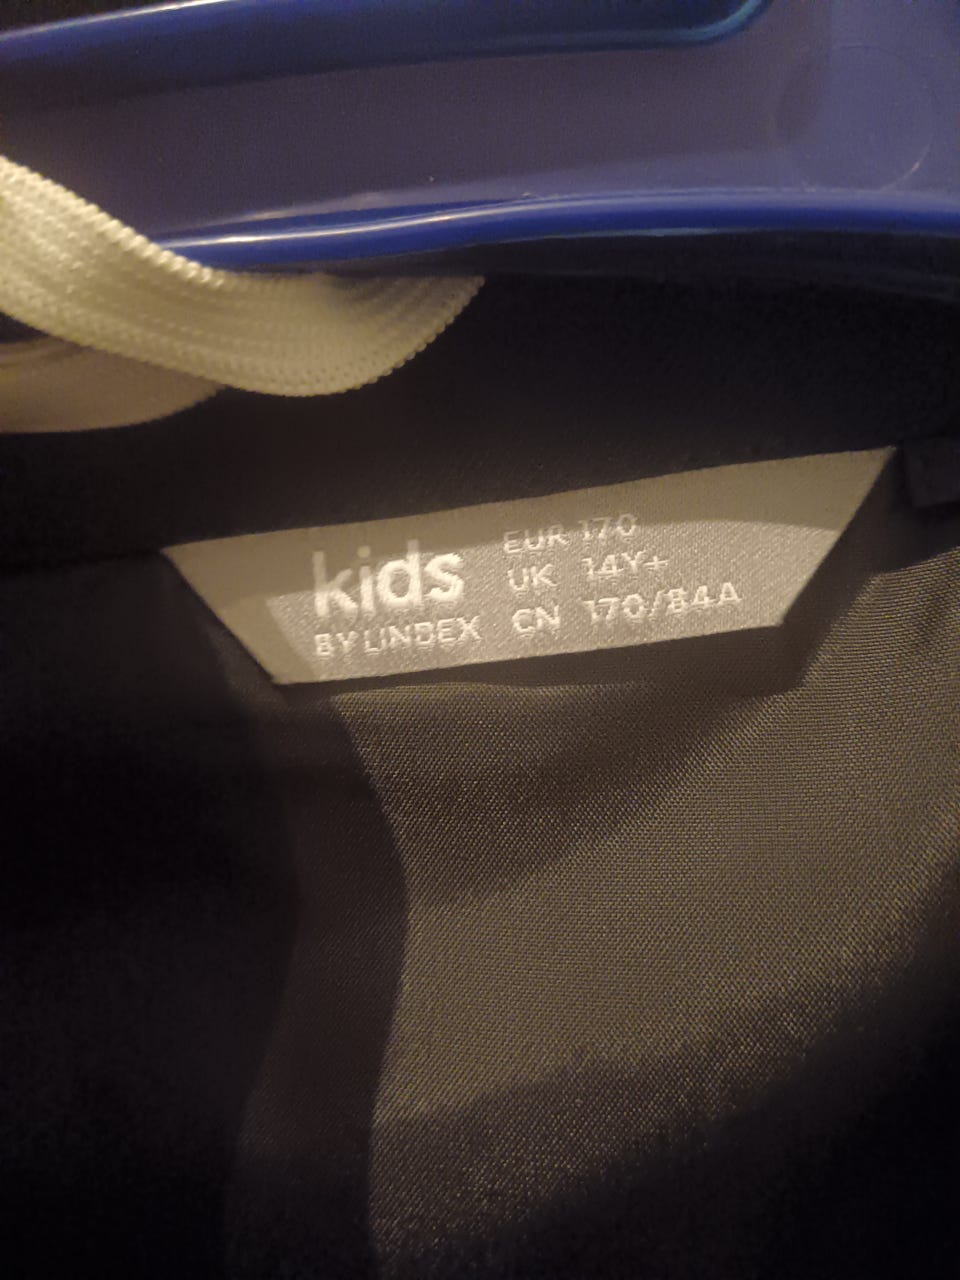 kids
BY LINDEX
EUR 170
UK 14Y+
CN 170/84A